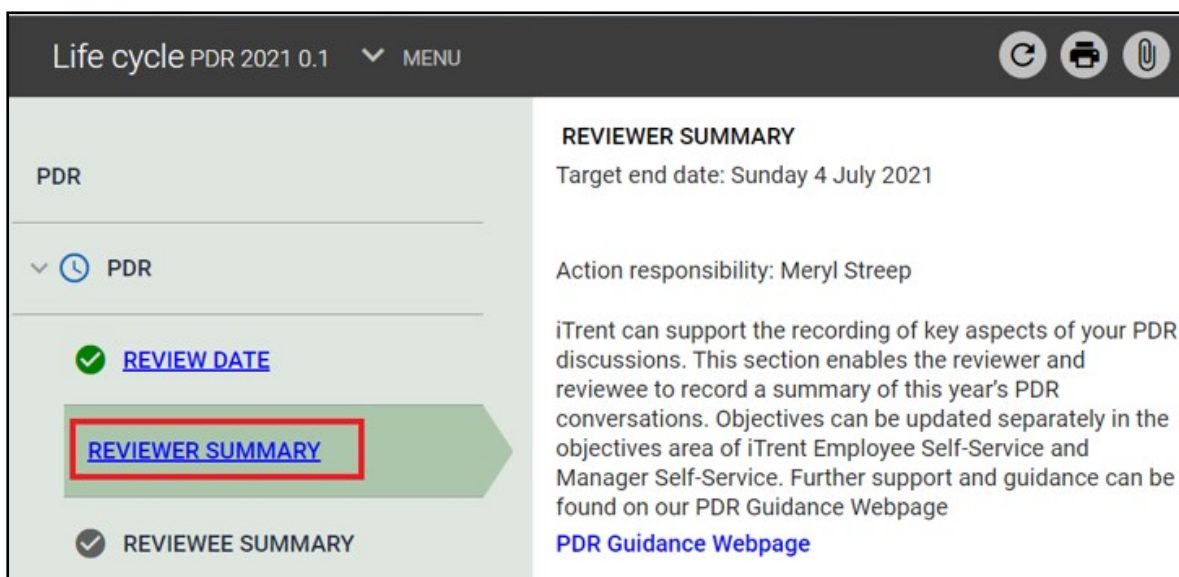 Life cycle PDR 2021 0.1 MENU
PDR
PDR
REVIEW DATE
REVIEWER SUMMARY
REVIEWEE SUMMARY
REVIEWER SUMMARY
Target end date: Sunday 4 July 2021
Action responsibility: Meryl Streep
iTrent can support the recording of key aspects of your PDR
discussions. This section enables the reviewer and
reviewee to record a summary of this year's PDR
conversations. Objectives can be updated separately in the
objectives area of iTrent Employee Self-Service and
Manager Self-Service. Further support and guidance can be
found on our PDR Guidance Webpage
PDR Guidance Webpage